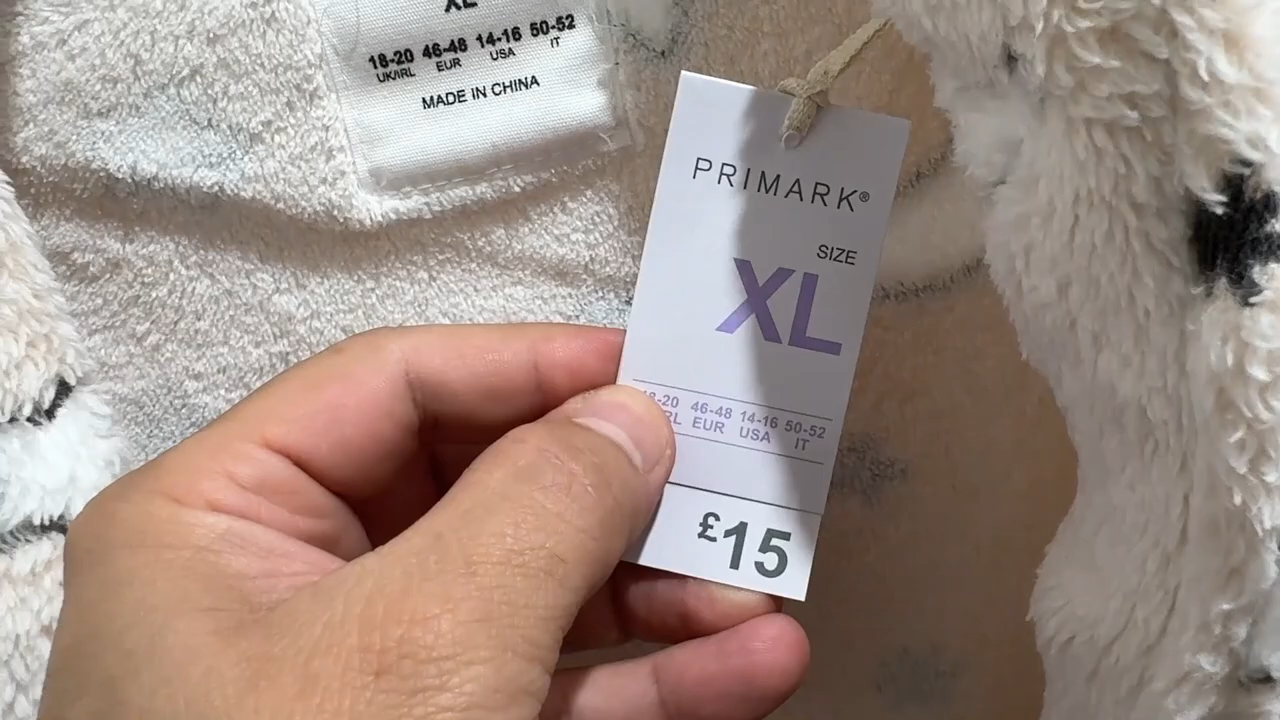 XL
18-20 46-48 14-16 50-52
UK/IRL EUR USA IT
MADE IN CHINA
PRIMARK®
SIZE
XL
46-48 14-16 50-52
EUR USA IT
£15